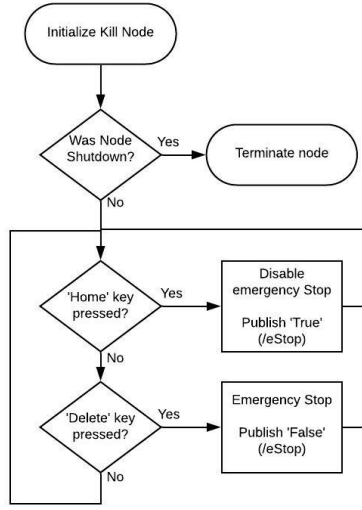 Initialize Kill Node
Was Node
Shutdown?
Yes
Terminate node
No
'Home' key
pressed?
Yes
Disable
emergency Stop
Publish 'True'
(/eStop)
No
'Delete' key
pressed?
Yes
Emergency Stop
Publish 'False'
(/eStop)
No